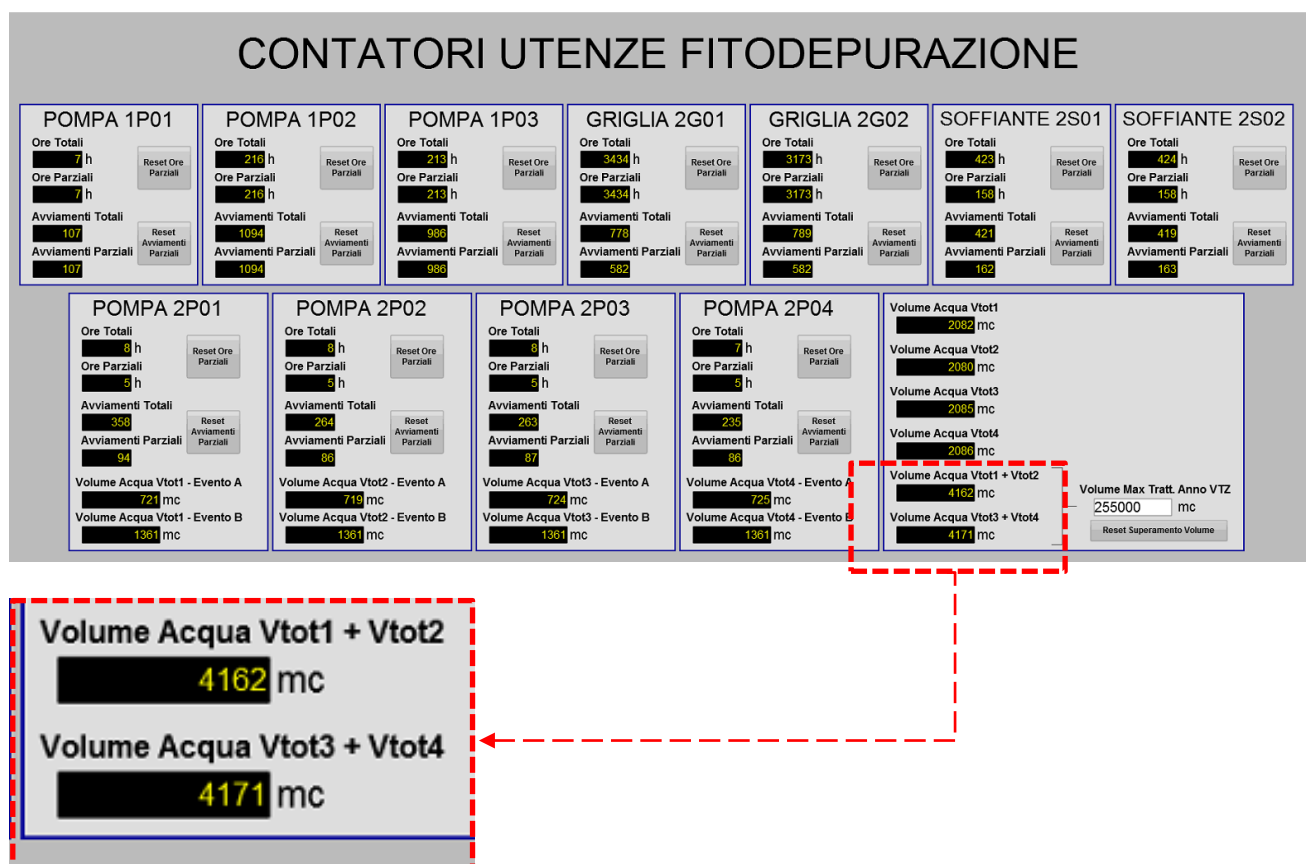 CONTATORI UTENZE FITODEPURAZIONE
POMPA 1P01
Ore Totali
7 h
Reset Ore
Parziali
Ore Parziali
7 h
Avviamenti Totali
107
Reset
Avviamenti
Parziali
Avviamenti Parziali
107
POMPA 1P02
Ore Totali
216 h
Reset Ore
Parziali
Ore Parziali
216 h
Avviamenti Totali
1094
Reset
Avviamenti
Parziali
Avviamenti Parziali
1094
POMPA 1P03
Ore Totali
213 h
Reset Ore
Parziali
Ore Parziali
213 h
Avviamenti Totali
986
Reset
Avviamenti
Parziali
Avviamenti Parziali
986
GRIGLIA 2G01
Ore Totali
3434 h
Reset Ore
Parziali
Ore Parziali
3434 h
Avviamenti Totali
778
Reset
Avviamenti
Parziali
Avviamenti Parziali
582
GRIGLIA 2G02
Ore Totali
3173 h
Reset Ore
Parziali
Ore Parziali
3173 h
Avviamenti Totali
789
Reset
Avviamenti
Parziali
Avviamenti Parziali
582
SOFFIANTE 2S01
Ore Totali
423 h
Reset Ore
Parziali
Ore Parziali
158 h
Avviamenti Totali
421
Reset
Avviamenti
Parziali
Avviamenti Parziali
162
SOFFIANTE 2S02
Ore Totali
424 h
Reset Ore
Parziali
Ore Parziali
158 h
Avviamenti Totali
419
Reset
Avviamenti
Parziali
Avviamenti Parziali
163
POMPA 2P01
Ore Totali
8 h
Reset Ore
Parziali
Ore Parziali
5 h
Avviamenti Totali
358
Reset
Avviamenti
Parziali
Avviamenti Parziali
94
Volume Acqua Vtot1 - Evento A
721 mc
Volume Acqua Vtot1 - Evento B
1361 mc
POMPA 2P02
Ore Totali
8 h
Reset Ore
Parziali
Ore Parziali
5 h
Avviamenti Totali
264
Reset
Avviamenti
Parziali
Avviamenti Parziali
86
Volume Acqua Vtot2 - Evento A
719 mc
Volume Acqua Vtot2 - Evento B
1361 mc
POMPA 2P03
Ore Totali
8 h
Reset Ore
Parziali
Ore Parziali
5 h
Avviamenti Totali
263
Reset
Avviamenti
Parziali
Avviamenti Parziali
87
Volume Acqua Vtot3 - Evento A
724 mc
Volume Acqua Vtot3 - Evento B
1361 mc
POMPA 2P04
Ore Totali
7 h
Reset Ore
Parziali
Ore Parziali
5 h
Avviamenti Totali
235
Reset
Avviamenti
Parziali
Avviamenti Parziali
86
Volume Acqua Vtot4 - Evento A
725 mc
Volume Acqua Vtot4 - Evento B
1361 mc
Volume Acqua Vtot1
2082 mc
Volume Acqua Vtot2
2080 mc
Volume Acqua Vtot3
2085 mc
Volume Acqua Vtot4
2086 mc
Volume Acqua Vtot1 + Vtot2
4162 mc
Volume Acqua Vtot3 + Vtot4
4171 mc
Volume Max Tratt. Anno VTZ
255000 mc
Reset Superamento Volume
Volume Acqua Vtot1 + Vtot2
4162 mc
Volume Acqua Vtot3 + Vtot4
4171 mc